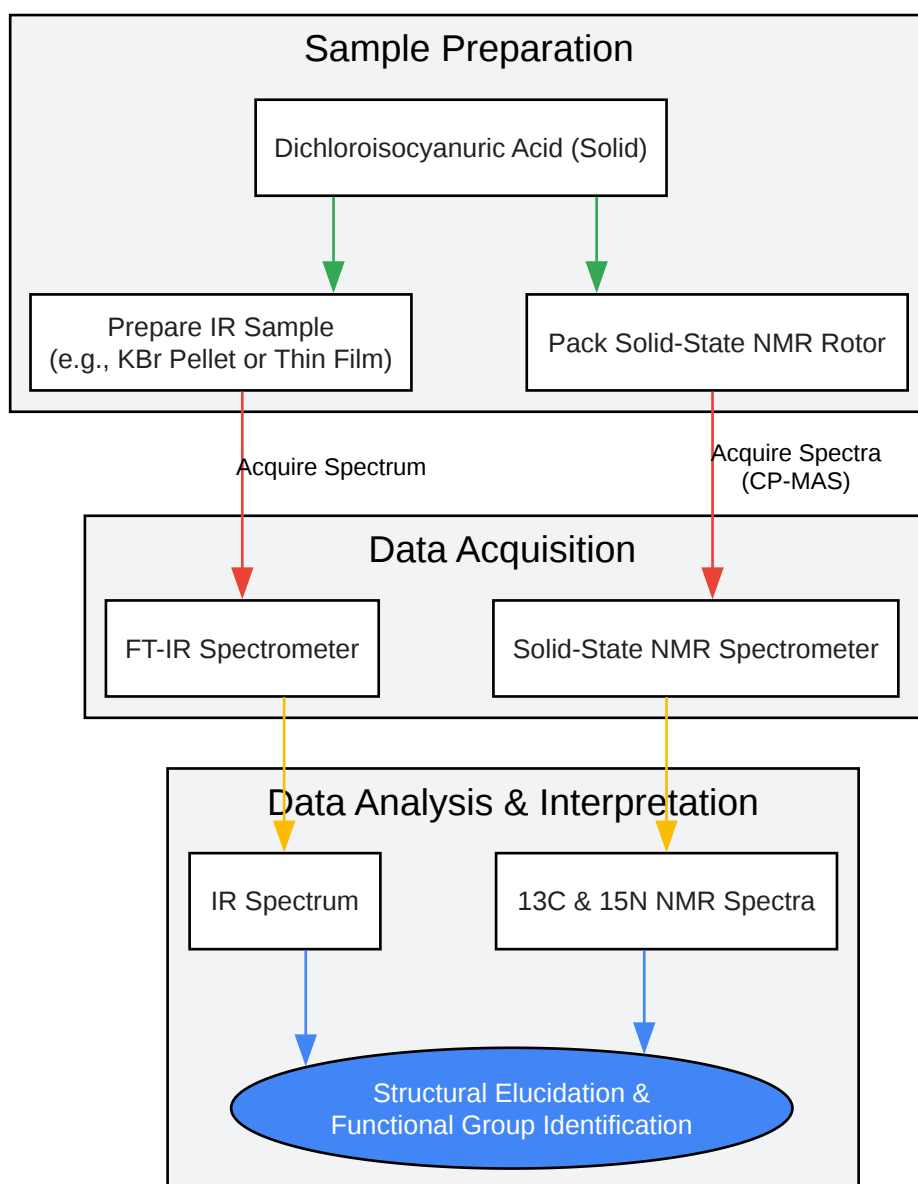 Sample Preparation
Dichloroisocyanuric Acid (Solid)
Prepare IR Sample
(e.g., KBr Pellet or Thin Film)
Pack Solid-State NMR Rotor
Acquire Spectrum
Acquire Spectra
(CP-MAS)
Data Acquisition
FT-IR Spectrometer
Solid-State NMR Spectrometer
Data Analysis & Interpretation
IR Spectrum
13C & 15N NMR Spectra
Structural Elucidation &
Functional Group Identification